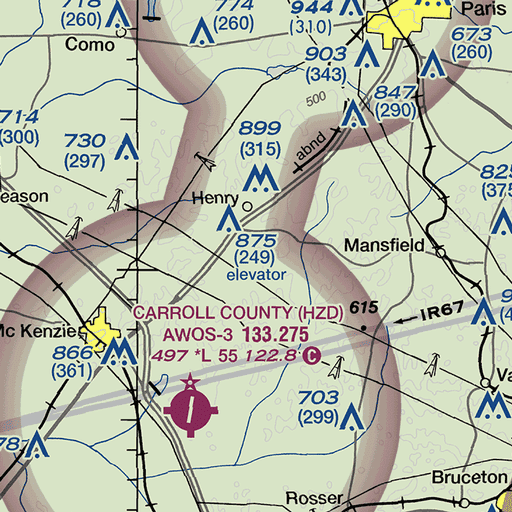 718
(260)
Como
774
(260)
944
(310)
Paris
673
(260)
903
(343)
500
847
(290)
714
(300)
730
(297)
899
(315)
abnd
825
(375)
eason
Henry
875
(249)
elevator
Mansfield
CARROLL COUNTY (HZD)
AWOS-3 133.275
497 *L 55 122.8 C
615
IR67
Mc Kenzie
866
(361)
703
(299)
Va
78
Bruceton
Rosser